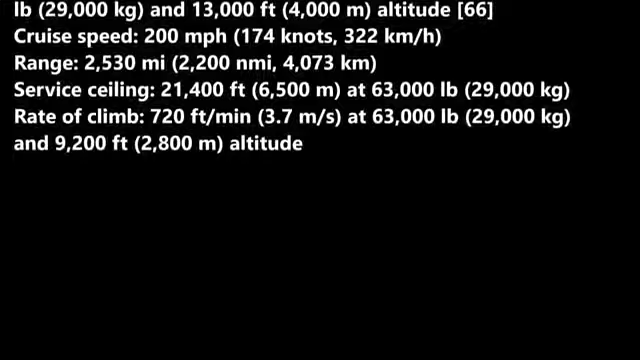 lb (29,000 kg) and 13,000 ft (4,000 m) altitude [66]
Cruise speed: 200 mph (174 knots, 322 km/h)
Range: 2,530 mi (2,200 nmi, 4,073 km)
Service ceiling: 21,400 ft (6,500 m) at 63,000 lb (29,000 kg)
Rate of climb: 720 ft/min (3.7 m/s) at 63,000 lb (29,000 kg)
and 9,200 ft (2,800 m) altitude